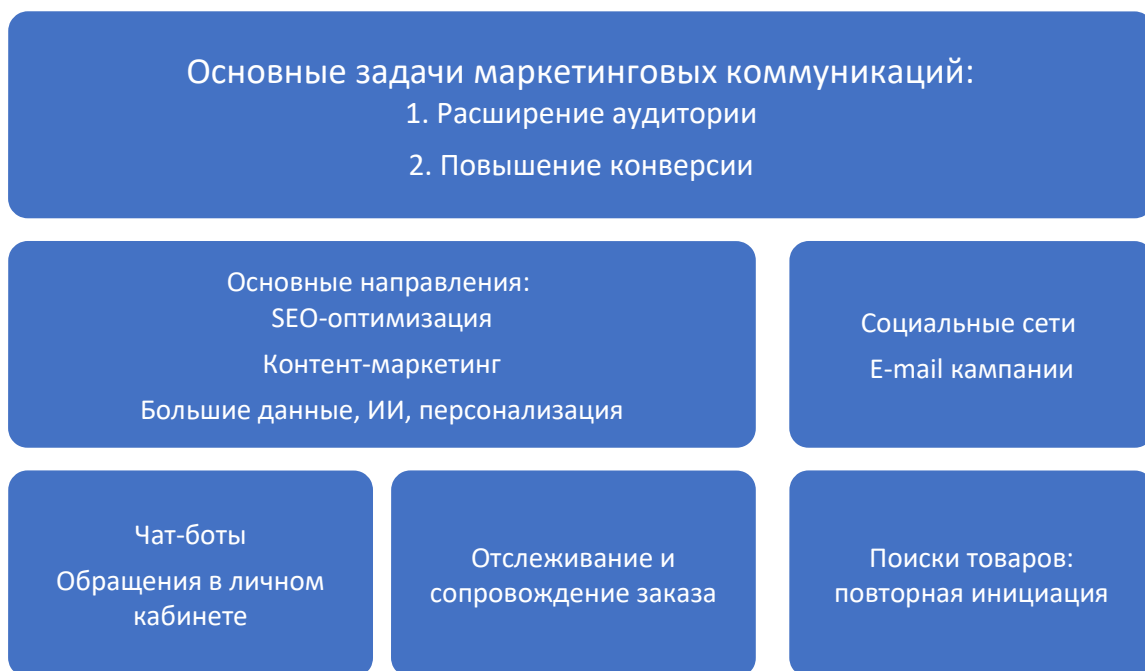 Основные задачи маркетинговых коммуникаций:
1. Расширение аудитории
2. Повышение конверсии
Основные направления:
SEO-оптимизация
Контент-маркетинг
Большие данные, ИИ, персонализация
Социальные сети
E-mail кампании
Чат-боты
Обращения в личном
кабинете
Отслеживание и
сопровождение заказа
Поиски товаров:
повторная инициация